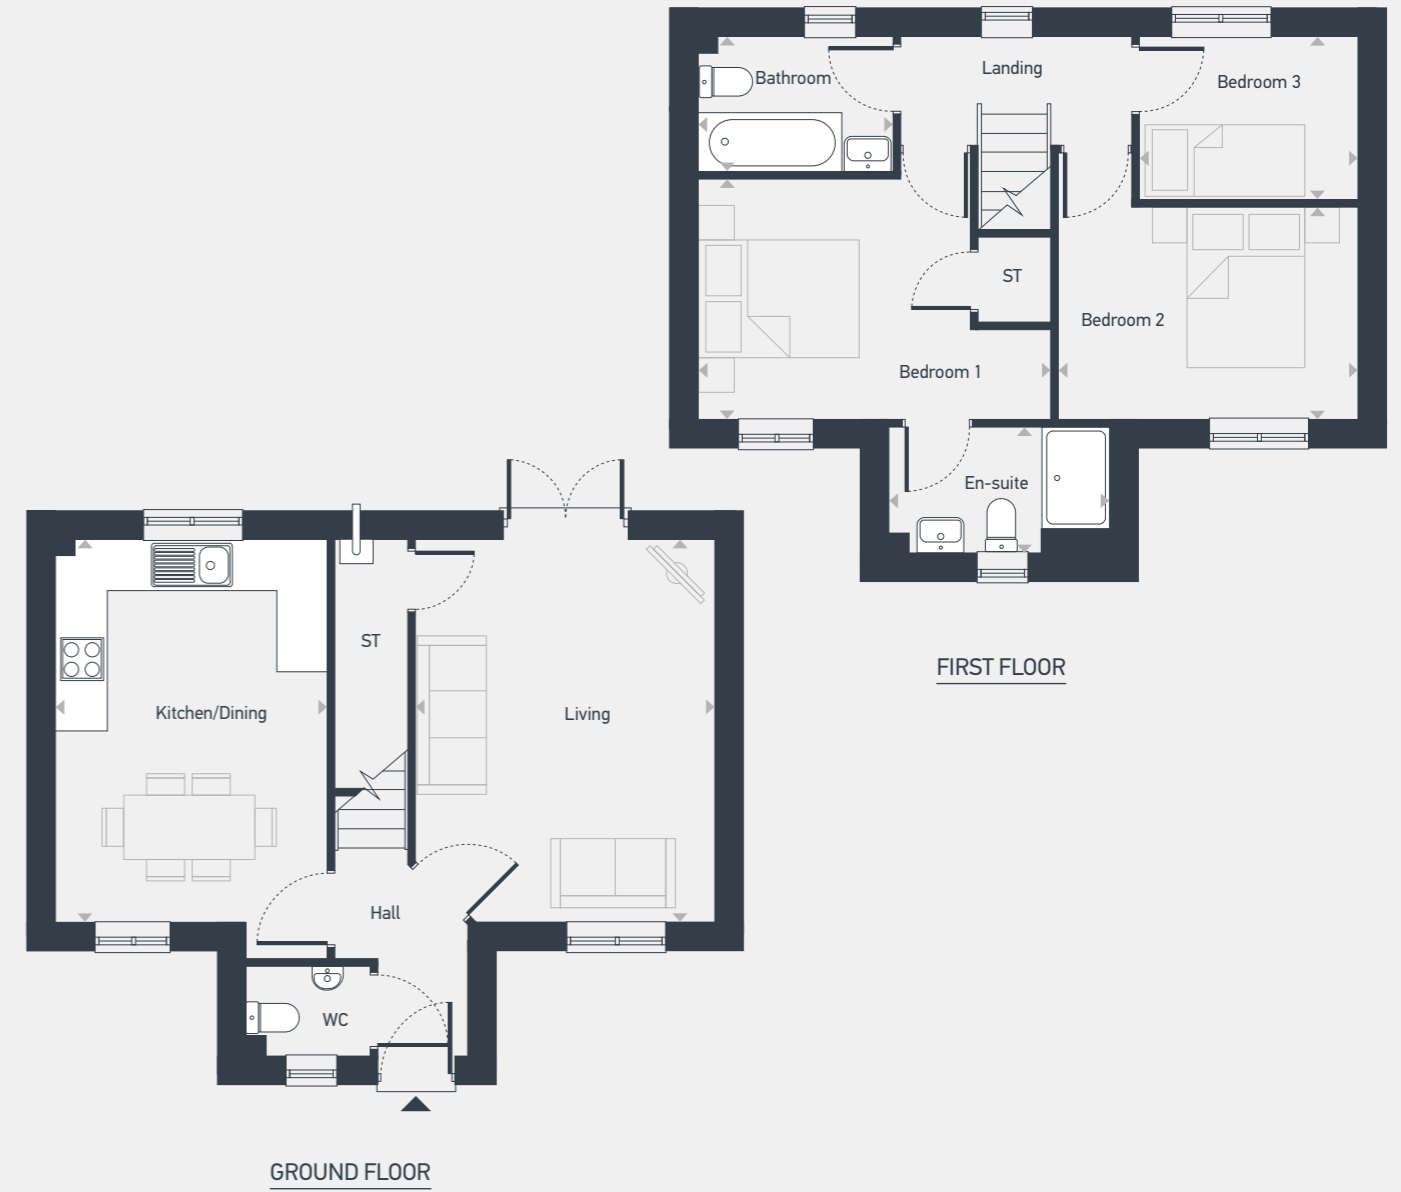 Bathroom
Landing
Bedroom 3
ST
Bedroom 2
Bedroom 1
En-suite
FIRST FLOOR
ST
Kitchen/Dining
Living
Hall
WC
GROUND FLOOR